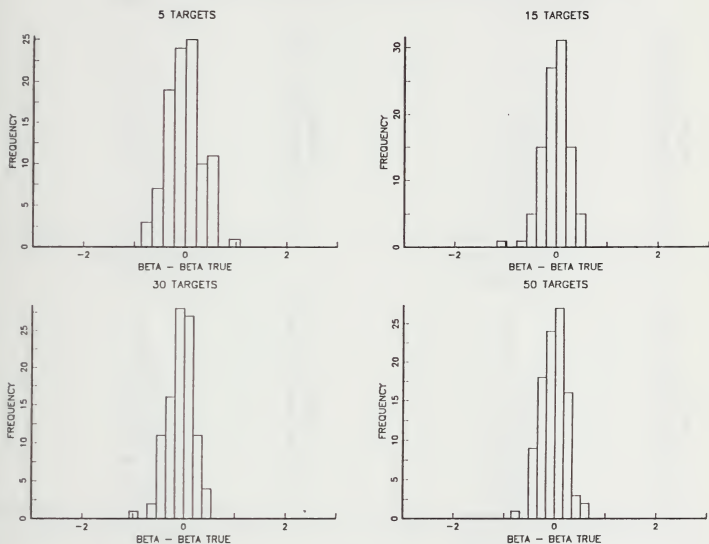 5 TARGETS
FREQUENCY
0 5 10 15 20 25
-2 0 2
BETA - BETA TRUE
15 TARGETS
FREQUENCY
0 10 20 30
-2 0 2
BETA - BETA TRUE
30 TARGETS
FREQUENCY
0 5 10 15 20 25
-2 0 2
BETA - BETA TRUE
50 TARGETS
FREQUENCY
0 5 10 15 20 25
-2 0 2
BETA - BETA TRUE